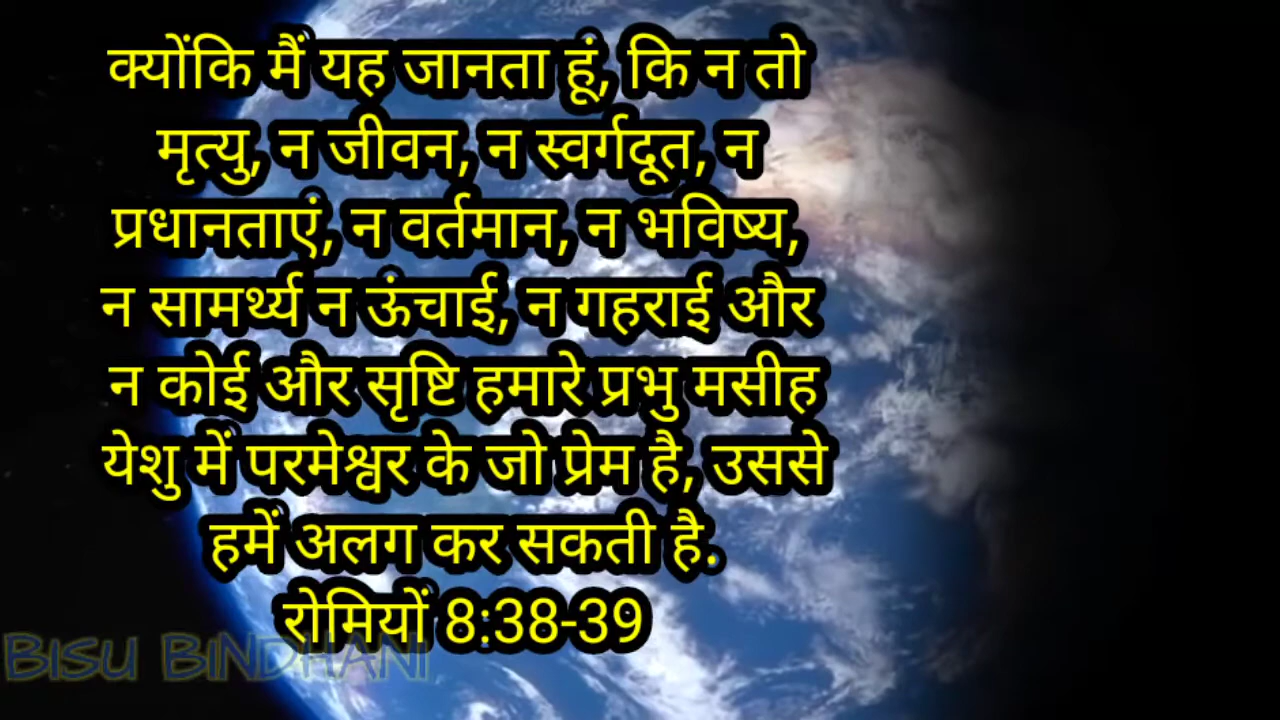 क्योंकि मैं यह जानता हूं, कि न तो
मृत्यु, न जीवन, न स्वर्गदूत, न
प्रधानताएं, न वर्तमान, न भविष्य,
न सामर्थ्य न ऊंचाई, न गहराई और
न कोई और सृष्टि हमारे प्रभु मसीह
येशु में परमेश्वर के जो प्रेम है, उससे
हमें अलग कर सकती है.
रोमियों 8:38-39
BISU BINDHANI